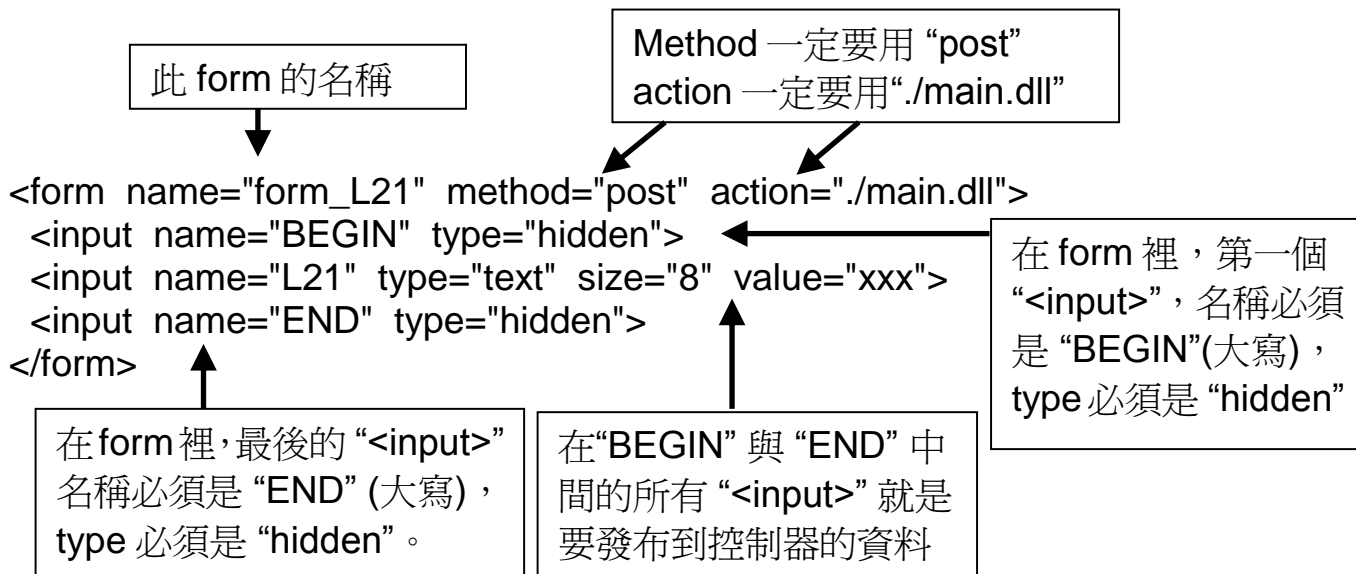 此 form 的名稱
Method 一定要用 “post”
action 一定要用“./main.dll”
<form name="form_L21" method="post" action="./main.dll">
<input name="BEGIN" type="hidden">
<input name="L21" type="text" size="8" value="xxx">
<input name="END" type="hidden">
</form>
在 form 裡，第一個
“<input>”，名稱必須
是 “BEGIN”(大寫)，
type 必須是 “hidden”
在 form 裡，最後的 “<input>”
名稱必須是 “END” (大寫)，
type 必須是 “hidden”。
在“BEGIN” 與 “END” 中
間的所有 “<input>” 就是
要發布到控制器的資料